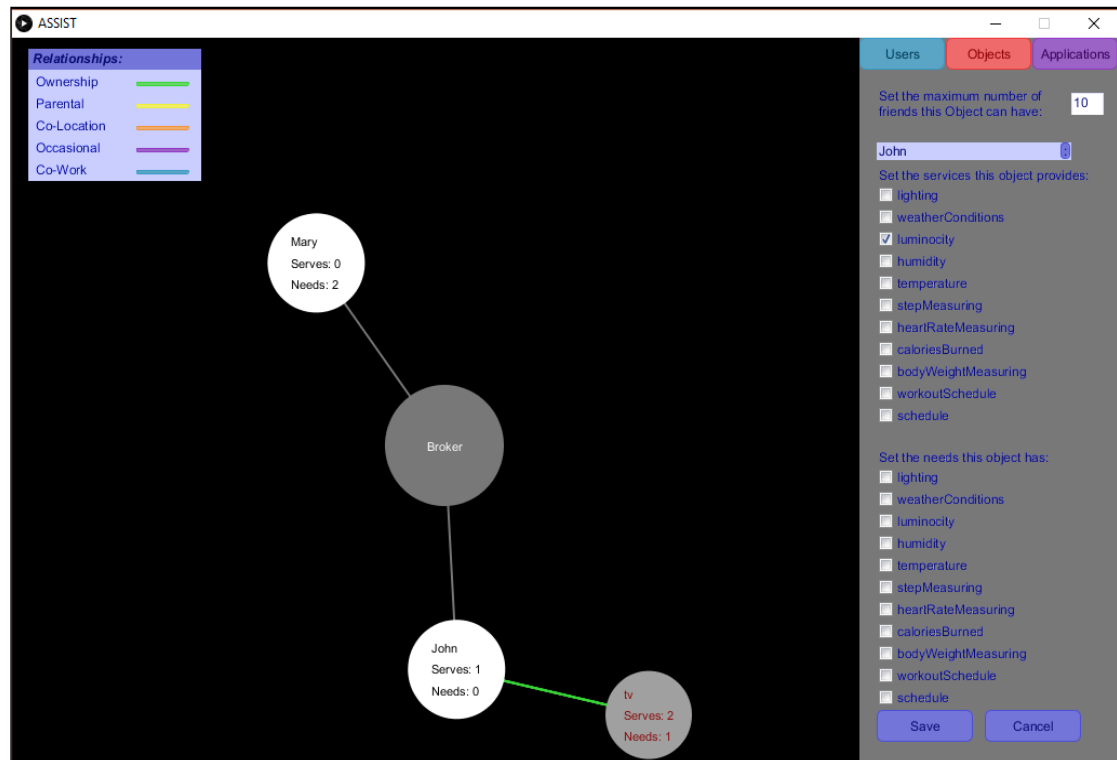 ASSIST
Relationships:
Ownership
Parental
Co-Location
Occasional
Co-Work
Mary
Serves: 0
Needs: 2
Broker
John
Serves: 1
Needs: 0
tv
Serves: 2
Needs: 1
Users Objects Applications
Set the maximum number of
friends this Object can have: 10
John
Set the services this object provides:
lighting
weatherConditions
luminocity
humidity
temperature
stepMeasuring
heartRateMeasuring
caloriesBurned
bodyWeightMeasuring
workoutSchedule
schedule
Set the needs this object has:
lighting
weatherConditions
luminocity
humidity
temperature
stepMeasuring
heartRateMeasuring
caloriesBurned
bodyWeightMeasuring
workoutSchedule
schedule
Save Cancel